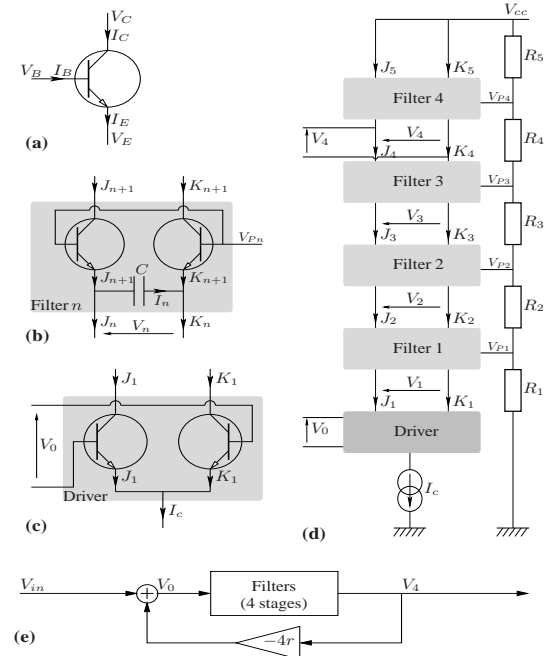 V_C
I_C
V_B
I_B
I_E
V_E
(a)
J_{n+1}
K_{n+1}
V_{Pn}
J_{n+1}
C
K_{n+1}
I_n
Filter n
J_n
V_n
K_n
(b)
J_1
K_1
V_0
J_1
K_1
Driver
I_c
(c)
V_{cc}
J_5
K_5
R_5
Filter 4
V_{P4}
V_4
V_4
J_4
K_4
R_4
Filter 3
V_{P3}
V_3
J_3
K_3
R_3
Filter 2
V_{P2}
V_2
J_2
K_2
R_2
Filter 1
V_{P1}
V_1
J_1
K_1
R_1
V_0
Driver
I_c
(d)
V_{in}
+
V_0
Filters
(4 stages)
V_4
−4r
(e)